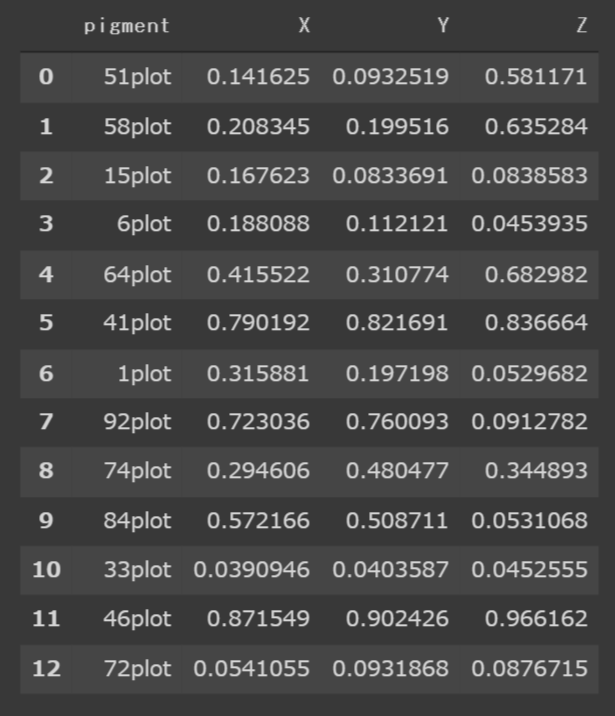 pigment X Y Z
0 51plot 0.141625 0.0932519 0.581171
1 58plot 0.208345 0.199516 0.635284
2 15plot 0.167623 0.0833691 0.0838583
3 6plot 0.188088 0.112121 0.0453935
4 64plot 0.415522 0.310774 0.682982
5 41plot 0.790192 0.821691 0.836664
6 1plot 0.315881 0.197198 0.0529682
7 92plot 0.723036 0.760093 0.0912782
8 74plot 0.294606 0.480477 0.344893
9 84plot 0.572166 0.508711 0.0531068
10 33plot 0.0390946 0.0403587 0.0452555
11 46plot 0.871549 0.902426 0.966162
12 72plot 0.0541055 0.0931868 0.0876715